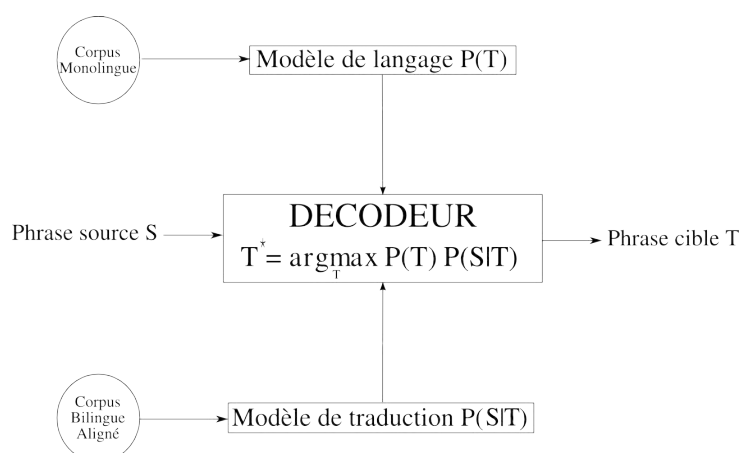 Corpus
Monolingue
Modèle de langage P(T)
DECODEUR
Phrase source S
T* = argmax P(T) P(S|T)
T
Phrase cible T
Corpus
Bilingue
Aligné
Modèle de traduction P(S|T)